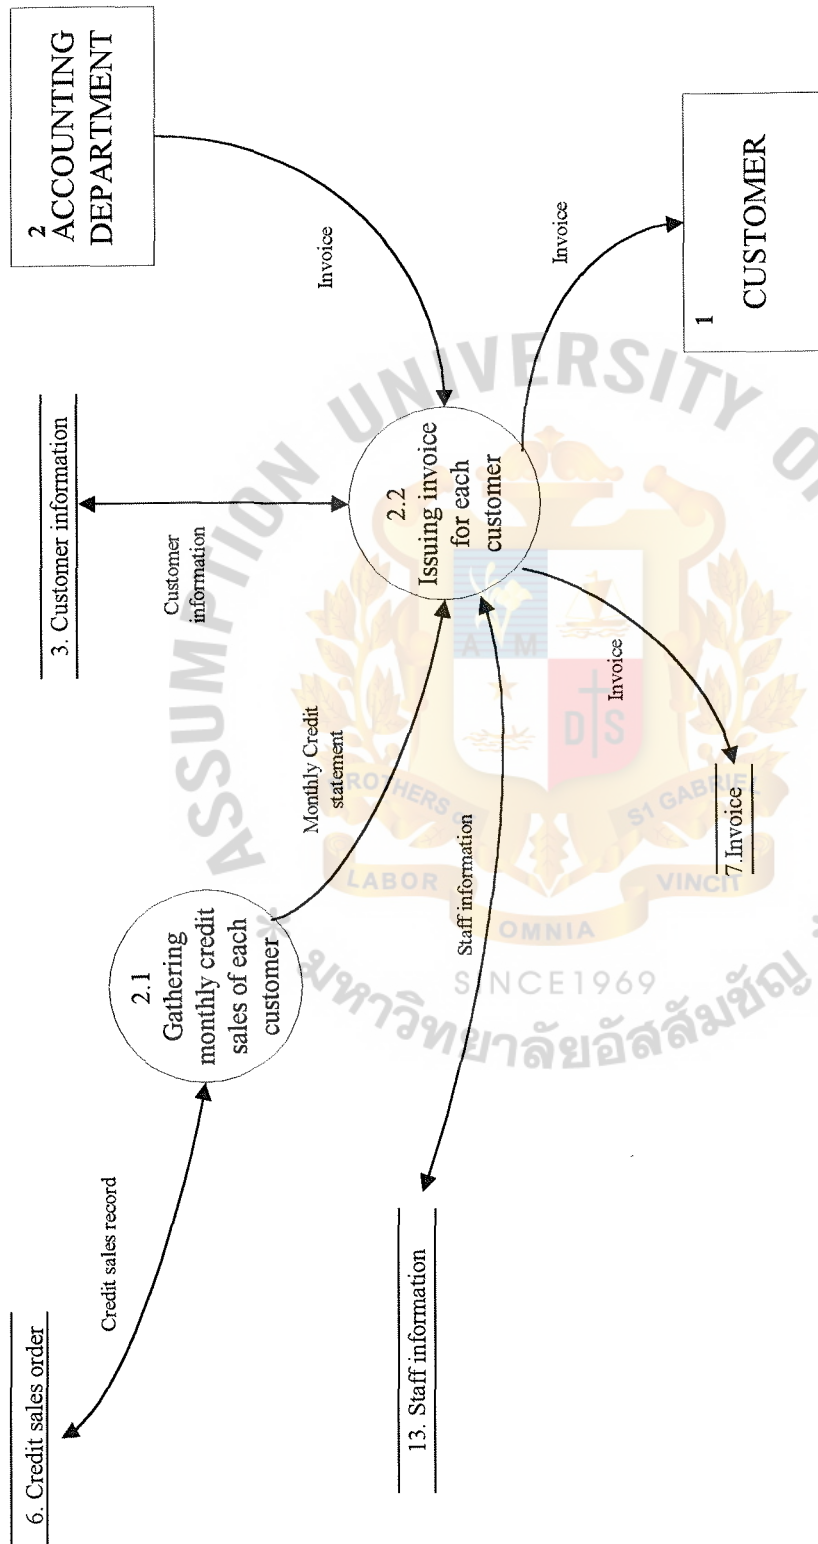 6. Credit sales order
Credit sales record
2.1
Gathering
monthly credit
sales of each
customer
Monthly Credit
statement
3. Customer information
Customer
information
2
ACCOUNTING
DEPARTMENT
Invoice
2.2
Issuing invoice
for each
customer
13. Staff information
Staff information
Invoice
7.Invoice
Invoice
1
CUSTOMER
ASSUMPTION UNIVERSITY OF
A M
D S
ROTHERS of
S1 GABRIEL
LABOR
OMNIA
VINCIT
SINCE1969
* มหาวิทยาลัยอัสสัมชัญ *